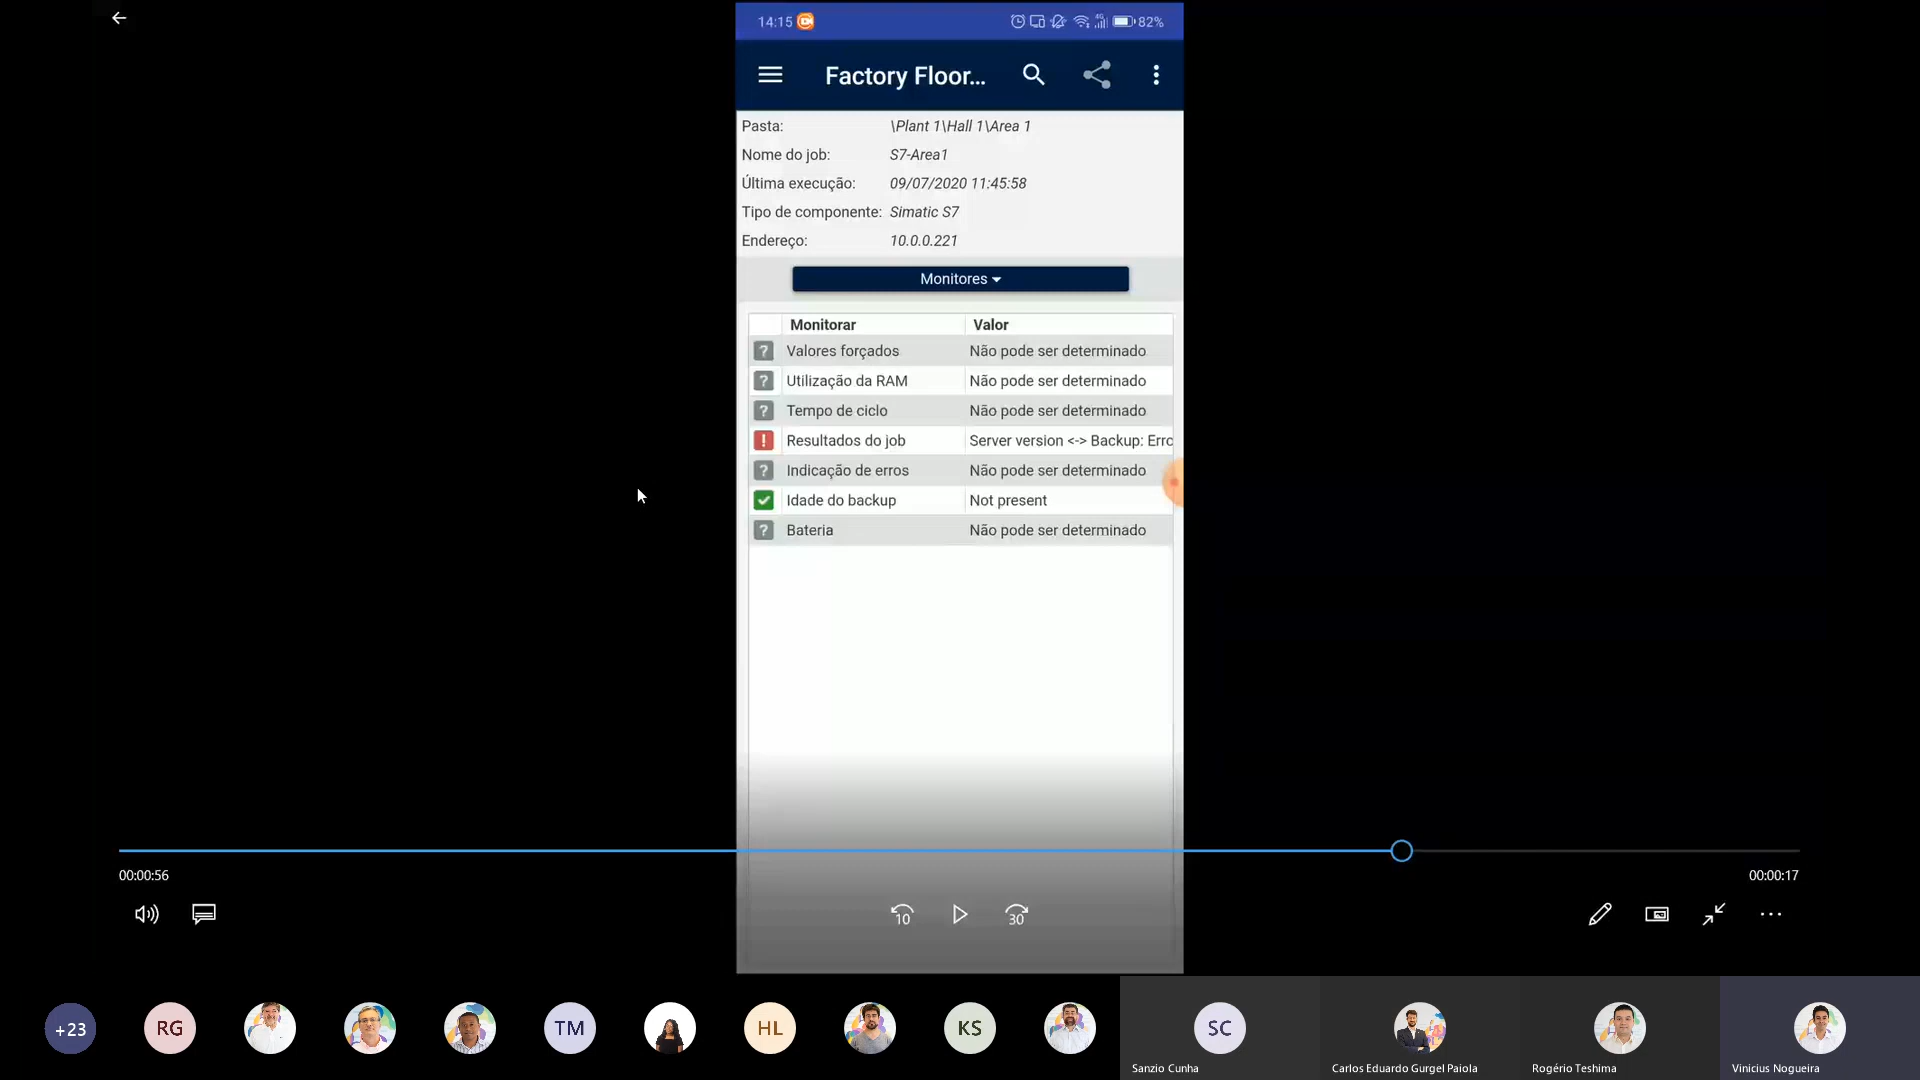 14:15
82%
Factory Floor...
Pasta: \Plant 1\Hall 1\Area 1
Nome do job: S7-Area1
Última execução: 09/07/2020 11:45:58
Tipo de componente: Simatic S7
Endereço: 10.0.0.221
Monitores
Monitorar Valor
? Valores forçados Não pode ser determinado
? Utilização da RAM Não pode ser determinado
? Tempo de ciclo Não pode ser determinado
! Resultados do job Server version <-> Backup: Erro
? Indicação de erros Não pode ser determinado
Idade do backup Not present
? Bateria Não pode ser determinado
00:00:56 00:00:17
10 30
+23 RG TM HL KS SC
Sanzio Cunha Carlos Eduardo Gurgel Paiola Rogério Teshima Vinicius Nogueira